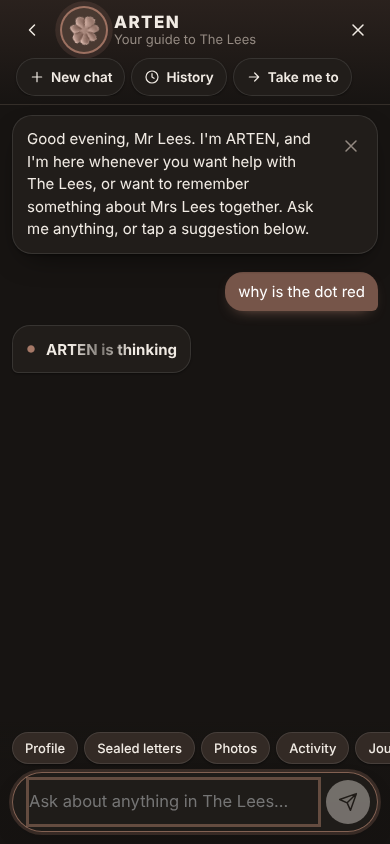 ARTEN
Your guide to The Lees
New chat
History
Take me to
Good evening, Mr Lees. I'm ARTEN, and
I'm here whenever you want help with
The Lees, or want to remember
something about Mrs Lees together. Ask
me anything, or tap a suggestion below.
why is the dot red
ARTEN is thinking
Profile
Sealed letters
Photos
Activity
Jou
Ask about anything in The Lees...